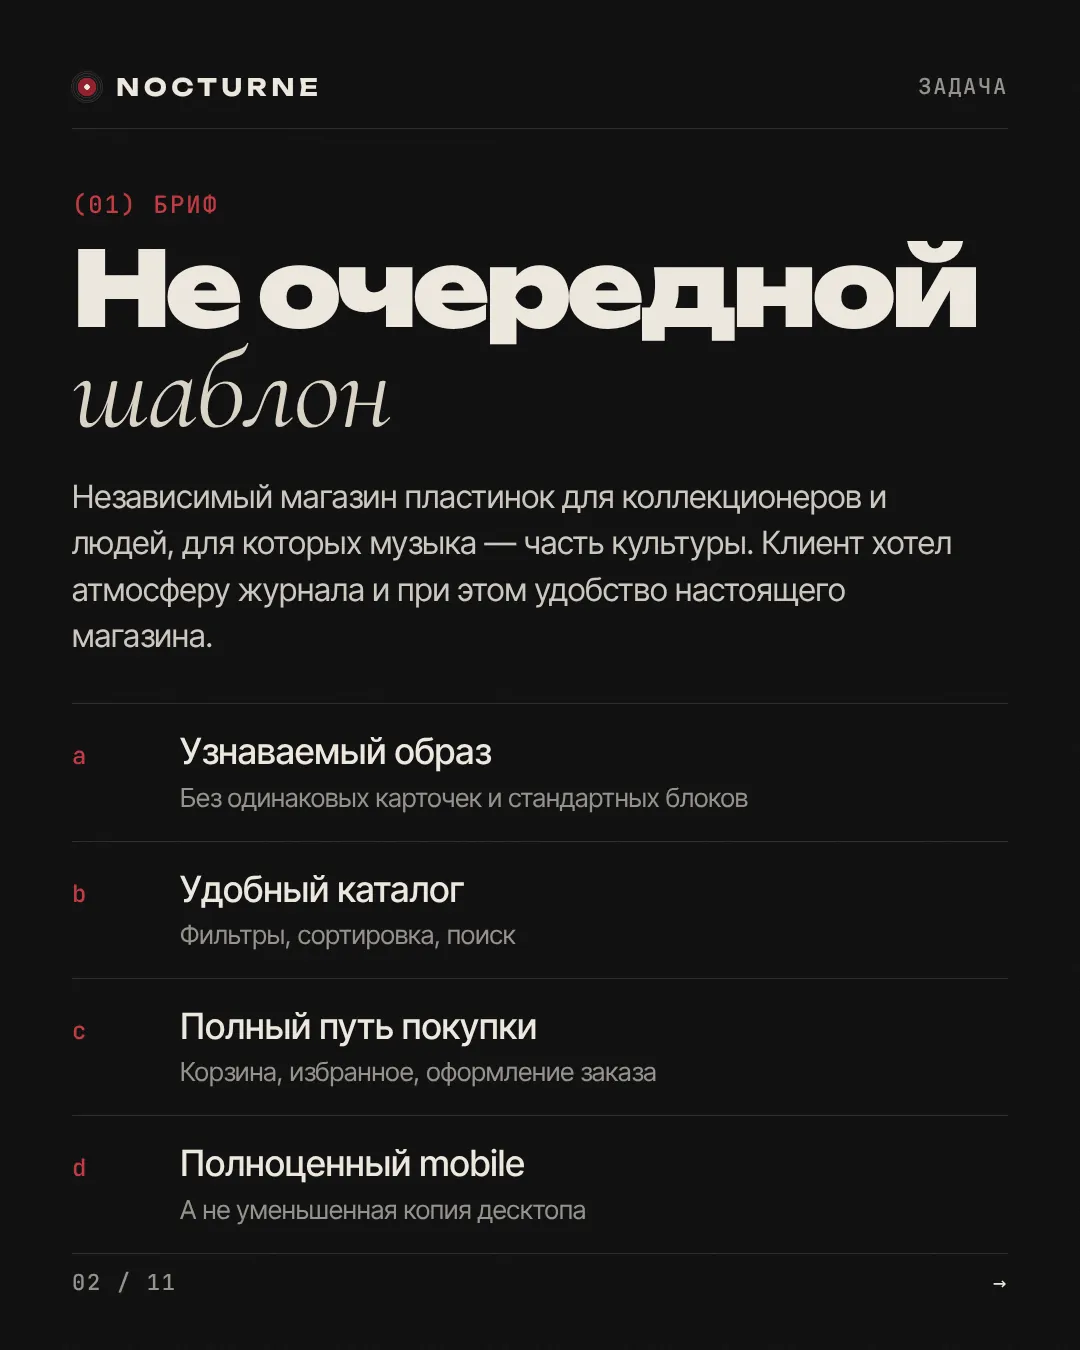 NOCTURNE
ЗАДАЧА
(01) БРИФ
Не очередной
шаблон
Независимый магазин пластинок для коллекционеров и
людей, для которых музыка — часть культуры. Клиент хотел
атмосферу журнала и при этом удобство настоящего
магазина.
a
Узнаваемый образ
Без одинаковых карточек и стандартных блоков
b
Удобный каталог
Фильтры, сортировка, поиск
c
Полный путь покупки
Корзина, избранное, оформление заказа
d
Полноценный mobile
А не уменьшенная копия десктопа
02 / 11
→